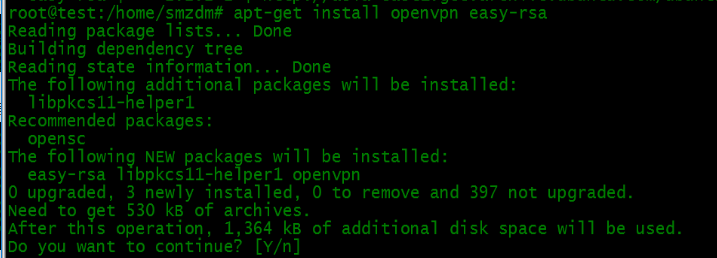 root@test:/home/smzdm# apt-get install openvpn easy-rsa
Reading package lists... Done
Building dependency tree
Reading state information... Done
The following additional packages will be installed:
  libpkcs11-helper1
Recommended packages:
  opensc
The following NEW packages will be installed:
  easy-rsa libpkcs11-helper1 openvpn
0 upgraded, 3 newly installed, 0 to remove and 397 not upgraded.
Need to get 530 kB of archives.
After this operation, 1,364 kB of additional disk space will be used.
Do you want to continue? [Y/n]